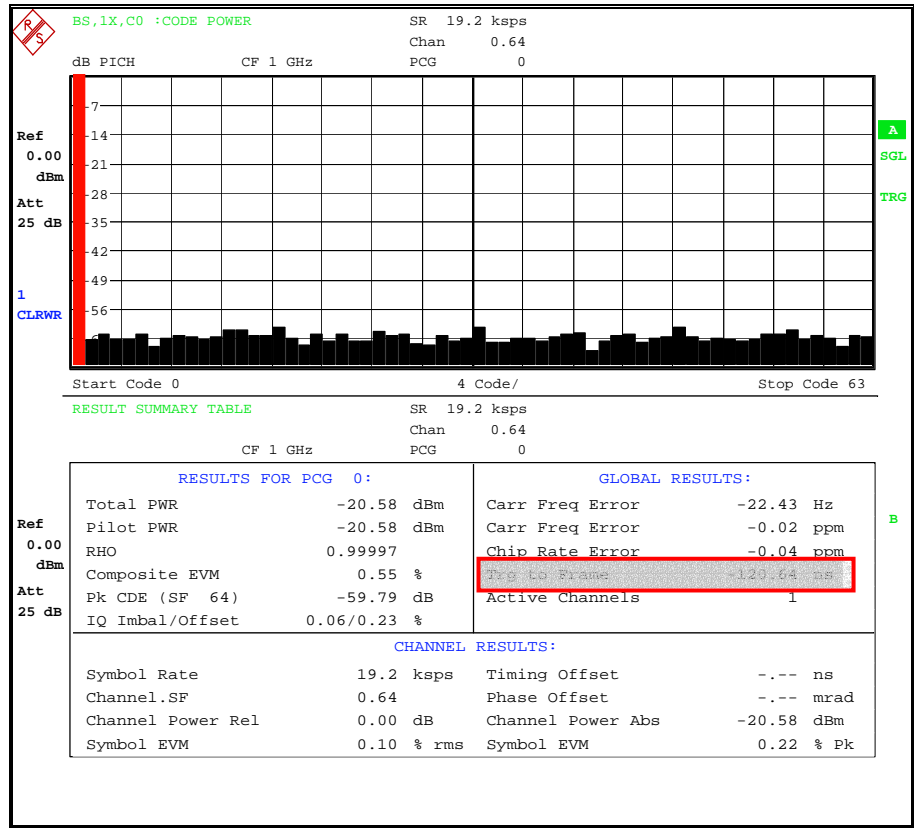 R S
BS,1X,C0 :CODE POWER SR 19.2 ksps
Chan 0.64
dB PICH CF 1 GHz PCG 0
-7
Ref -14 A
0.00 SGL
-21
dBm
-28 TRG
Att
25 dB -35
-42
-49
1
CLRWR -56
Start Code 0 4 Code/ Stop Code 63
RESULT SUMMARY TABLE SR 19.2 ksps
Chan 0.64
CF 1 GHz PCG 0
RESULTS FOR PCG 0: GLOBAL RESULTS:
Total PWR -20.58 dBm Carr Freq Error -22.43 Hz
Ref Pilot PWR -20.58 dBm Carr Freq Error -0.02 ppm B
0.00 RHO 0.99997 Chip Rate Error -0.04 ppm
dBm Composite EVM 0.55 % Trg to Frame -120.64 ns
Att Pk CDE (SF 64) -59.79 dB Active Channels 1
25 dB IQ Imbal/Offset 0.06/0.23 %
CHANNEL RESULTS:
Symbol Rate 19.2 ksps Timing Offset -.-- ns
Channel.SF 0.64 Phase Offset -.-- mrad
Channel Power Rel 0.00 dB Channel Power Abs -20.58 dBm
Symbol EVM 0.10 % rms Symbol EVM 0.22 % Pk